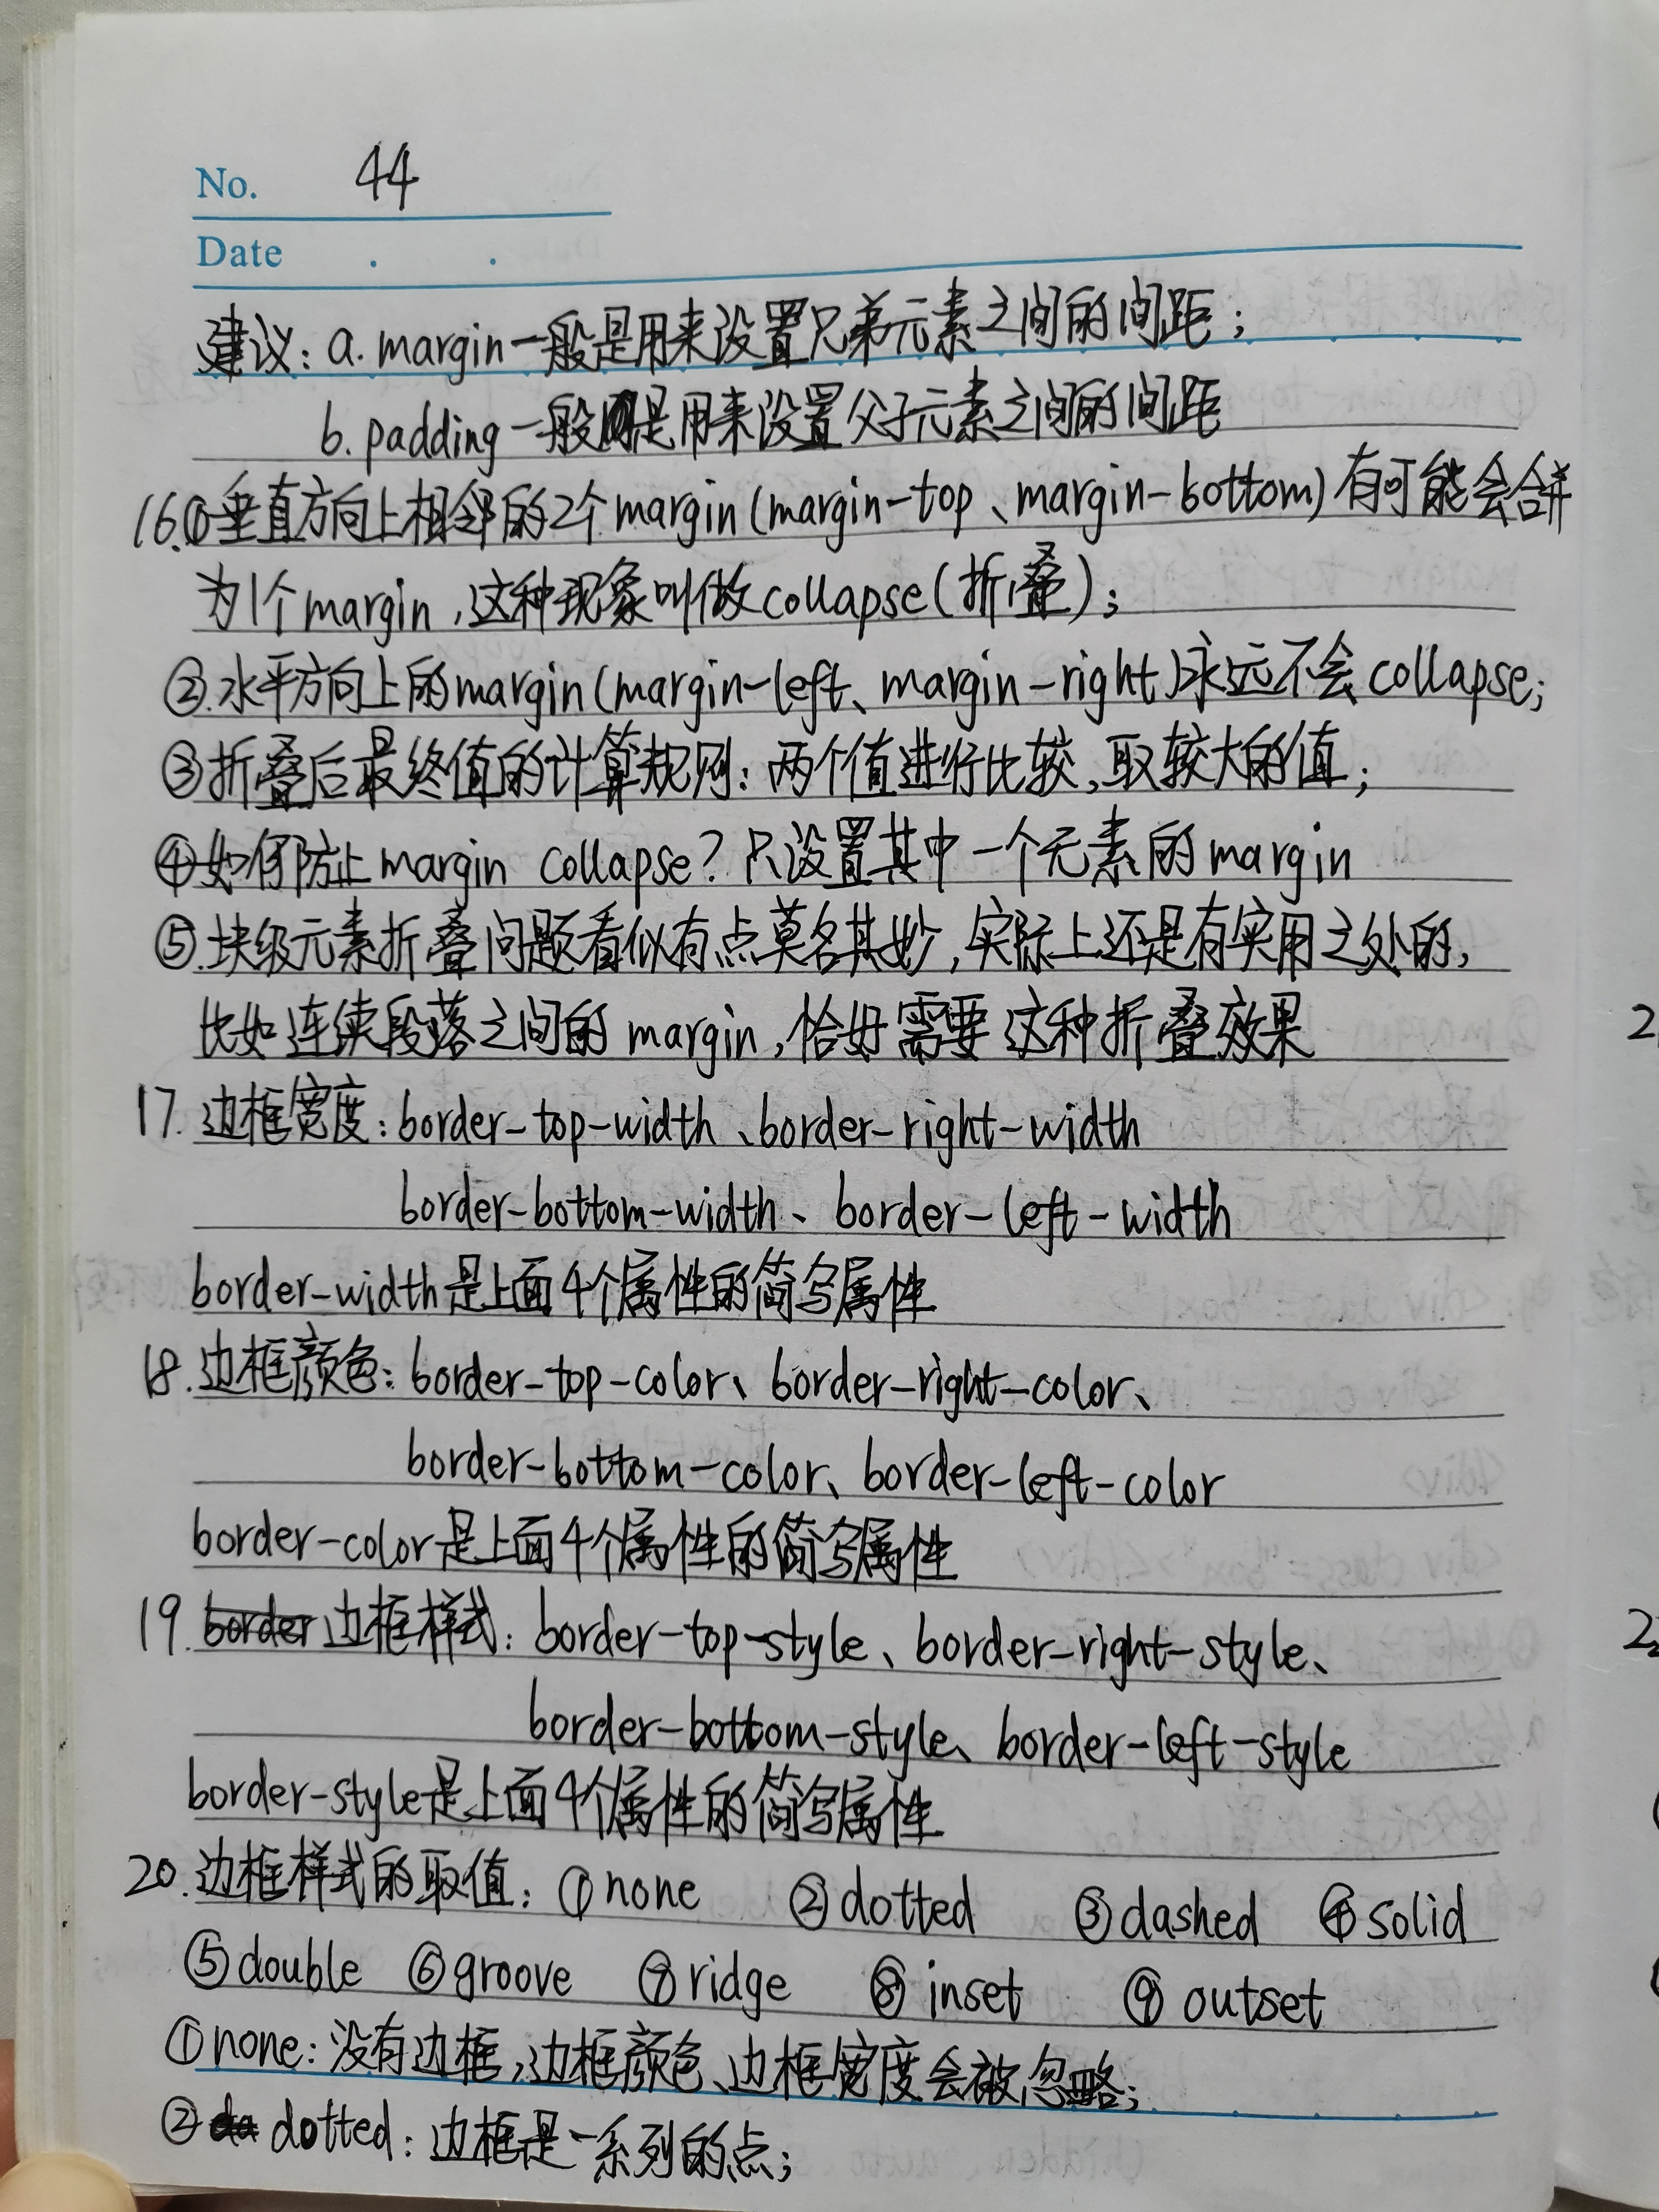 No. 44
Date . .
建议: a. margin一般是用来设置兄弟元素之间的间距;
b. padding一般是用来设置父子元素之间的间距
16.①垂直方向上相邻的2个margin(margin-top、margin-bottom)有可能会合并
为1个margin,这种现象叫做collapse(折叠);
②.水平方向上的margin(margin-left、margin-right)永远不会collapse;
③折叠后最终值的计算规则: 两个值进行比较,取较大的值;
④如何防止margin collapse? 只设置其中一个元素的margin
⑤.块级元素折叠问题看似有点莫名其妙,实际上还是有实用之处的,
比如连续段落之间的margin,恰好需要这种折叠效果
17. 边框宽度: border-top-width、border-right-width
border-bottom-width、border-left-width
border-width是上面4个属性的简写属性
18. 边框颜色: border-top-color、border-right-color、
border-bottom-color、border-left-color
border-color是上面4个属性的简写属性
19. border边框样式: border-top-style、border-right-style、
border-bottom-style、border-left-style
border-style是上面4个属性的简写属性
20. 边框样式的取值: ①none ②dotted ③dashed ④solid
⑤double ⑥groove ⑦ridge ⑧inset ⑨outset
①none: 没有边框,边框颜色、边框宽度会被忽略;
② da dotted: 边框是一系列的点;